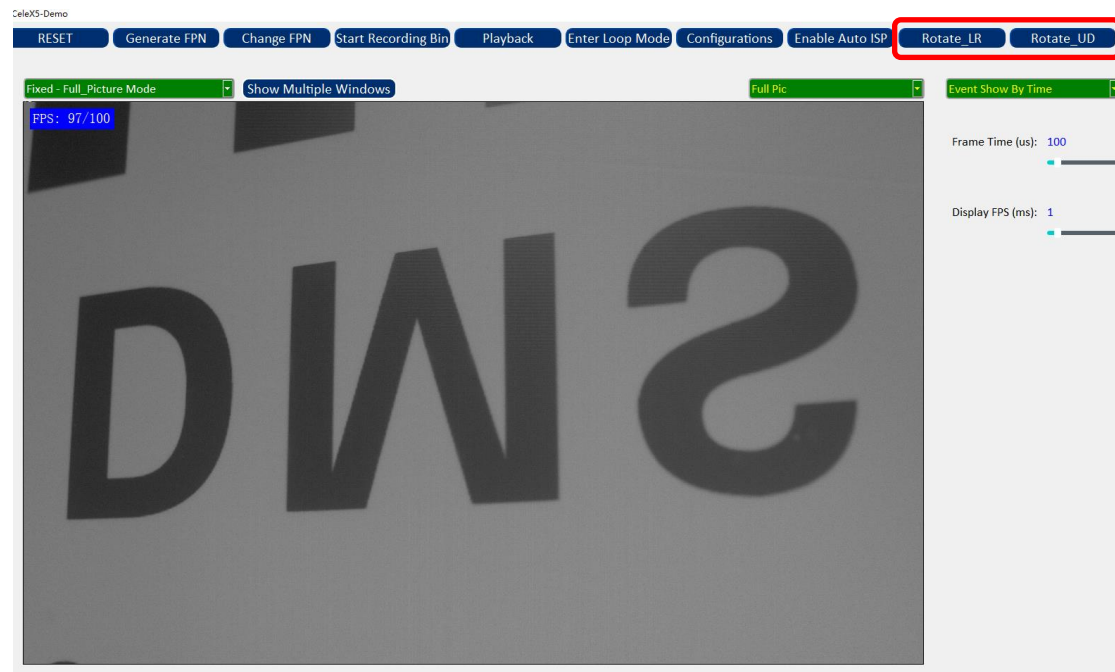 CeleX5-Demo
RESET Generate FPN Change FPN Start Recording Bin Playback Enter Loop Mode Configurations Enable Auto ISP Rotate_LR Rotate_UD
Fixed - Full_Picture Mode Show Multiple Windows Full Pic Event Show By Time
FPS: 97/100
Frame Time (us): 100
Display FPS (ms): 1
DMS